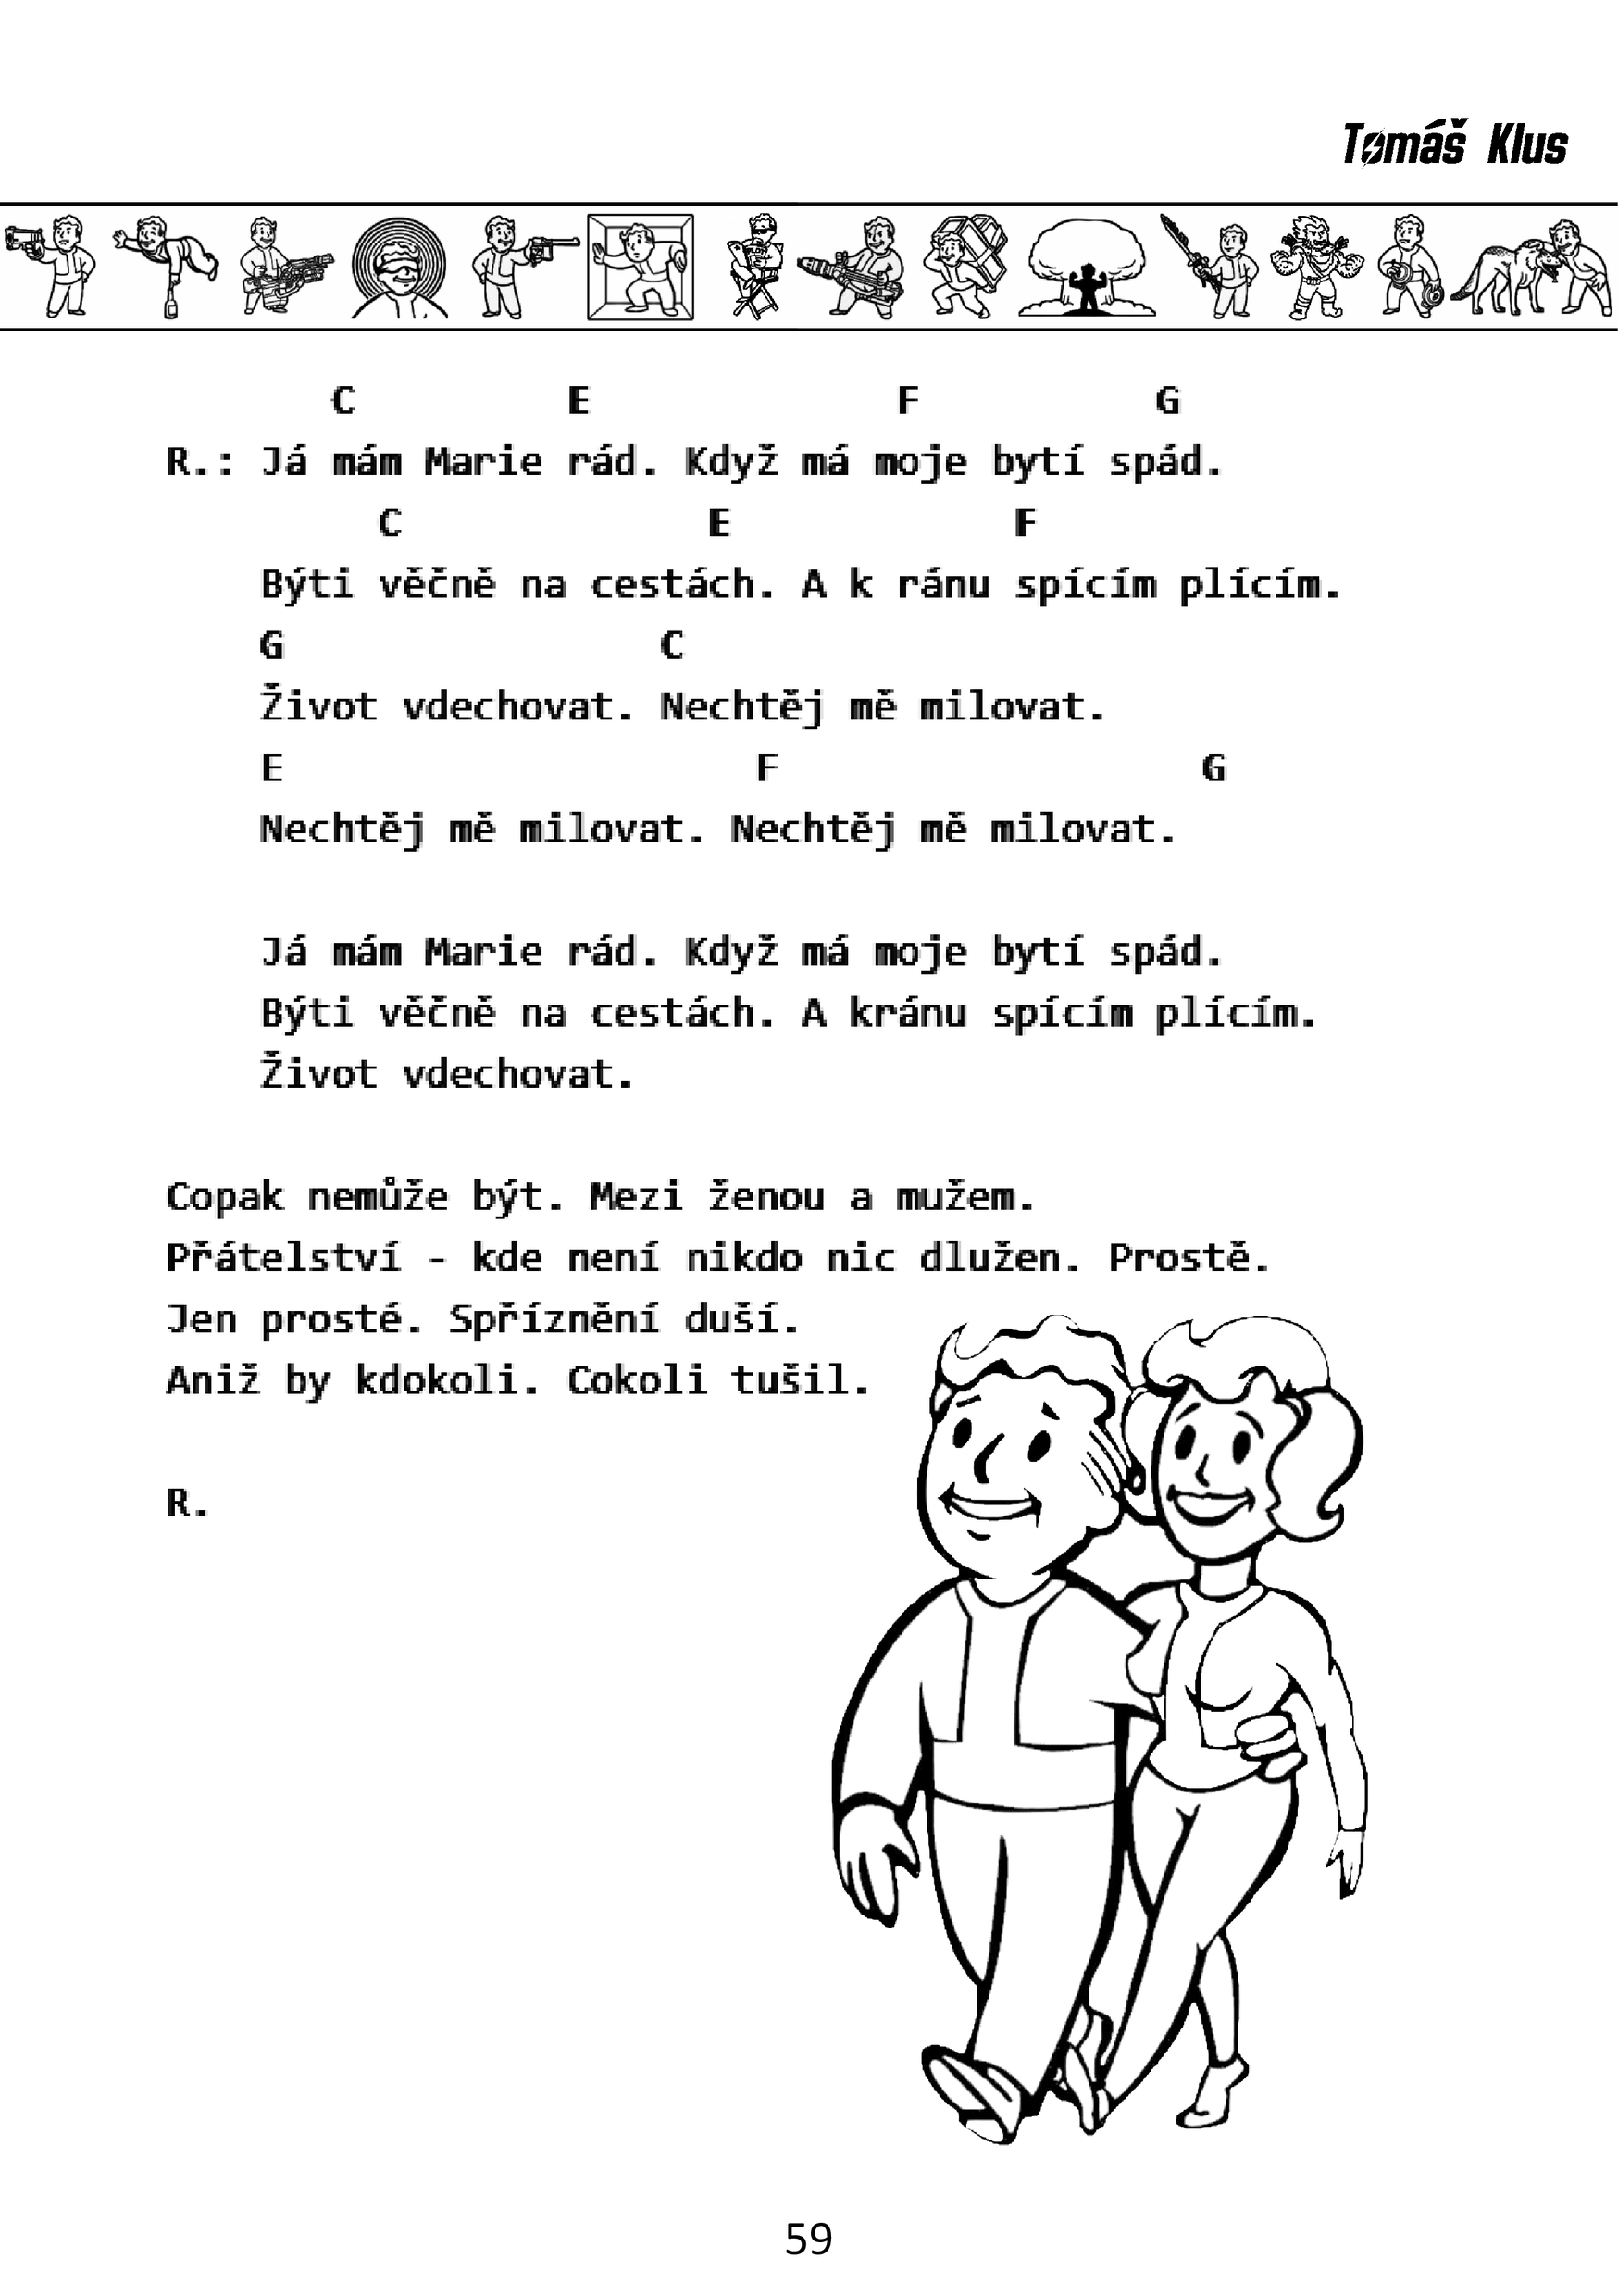 Tomáš Klus
C E F G
R.: Já mám Marie rád. Když má moje bytí spád.
C E F
Býti věčně na cestách. A k ránu spícím plícím.
G C
Život vdechovat. Nechtěj mě milovat.
E F G
Nechtěj mě milovat. Nechtěj mě milovat.
Já mám Marie rád. Když má moje bytí spád.
Býti věčně na cestách. A kránu spícím plícím.
Život vdechovat.
Copak nemůže být. Mezi ženou a mužem.
Přátelství - kde není nikdo nic dlužen. Prostě.
Jen prosté. Spříznění duší.
Aniž by kdokoli. Cokoli tušil.
R.
59